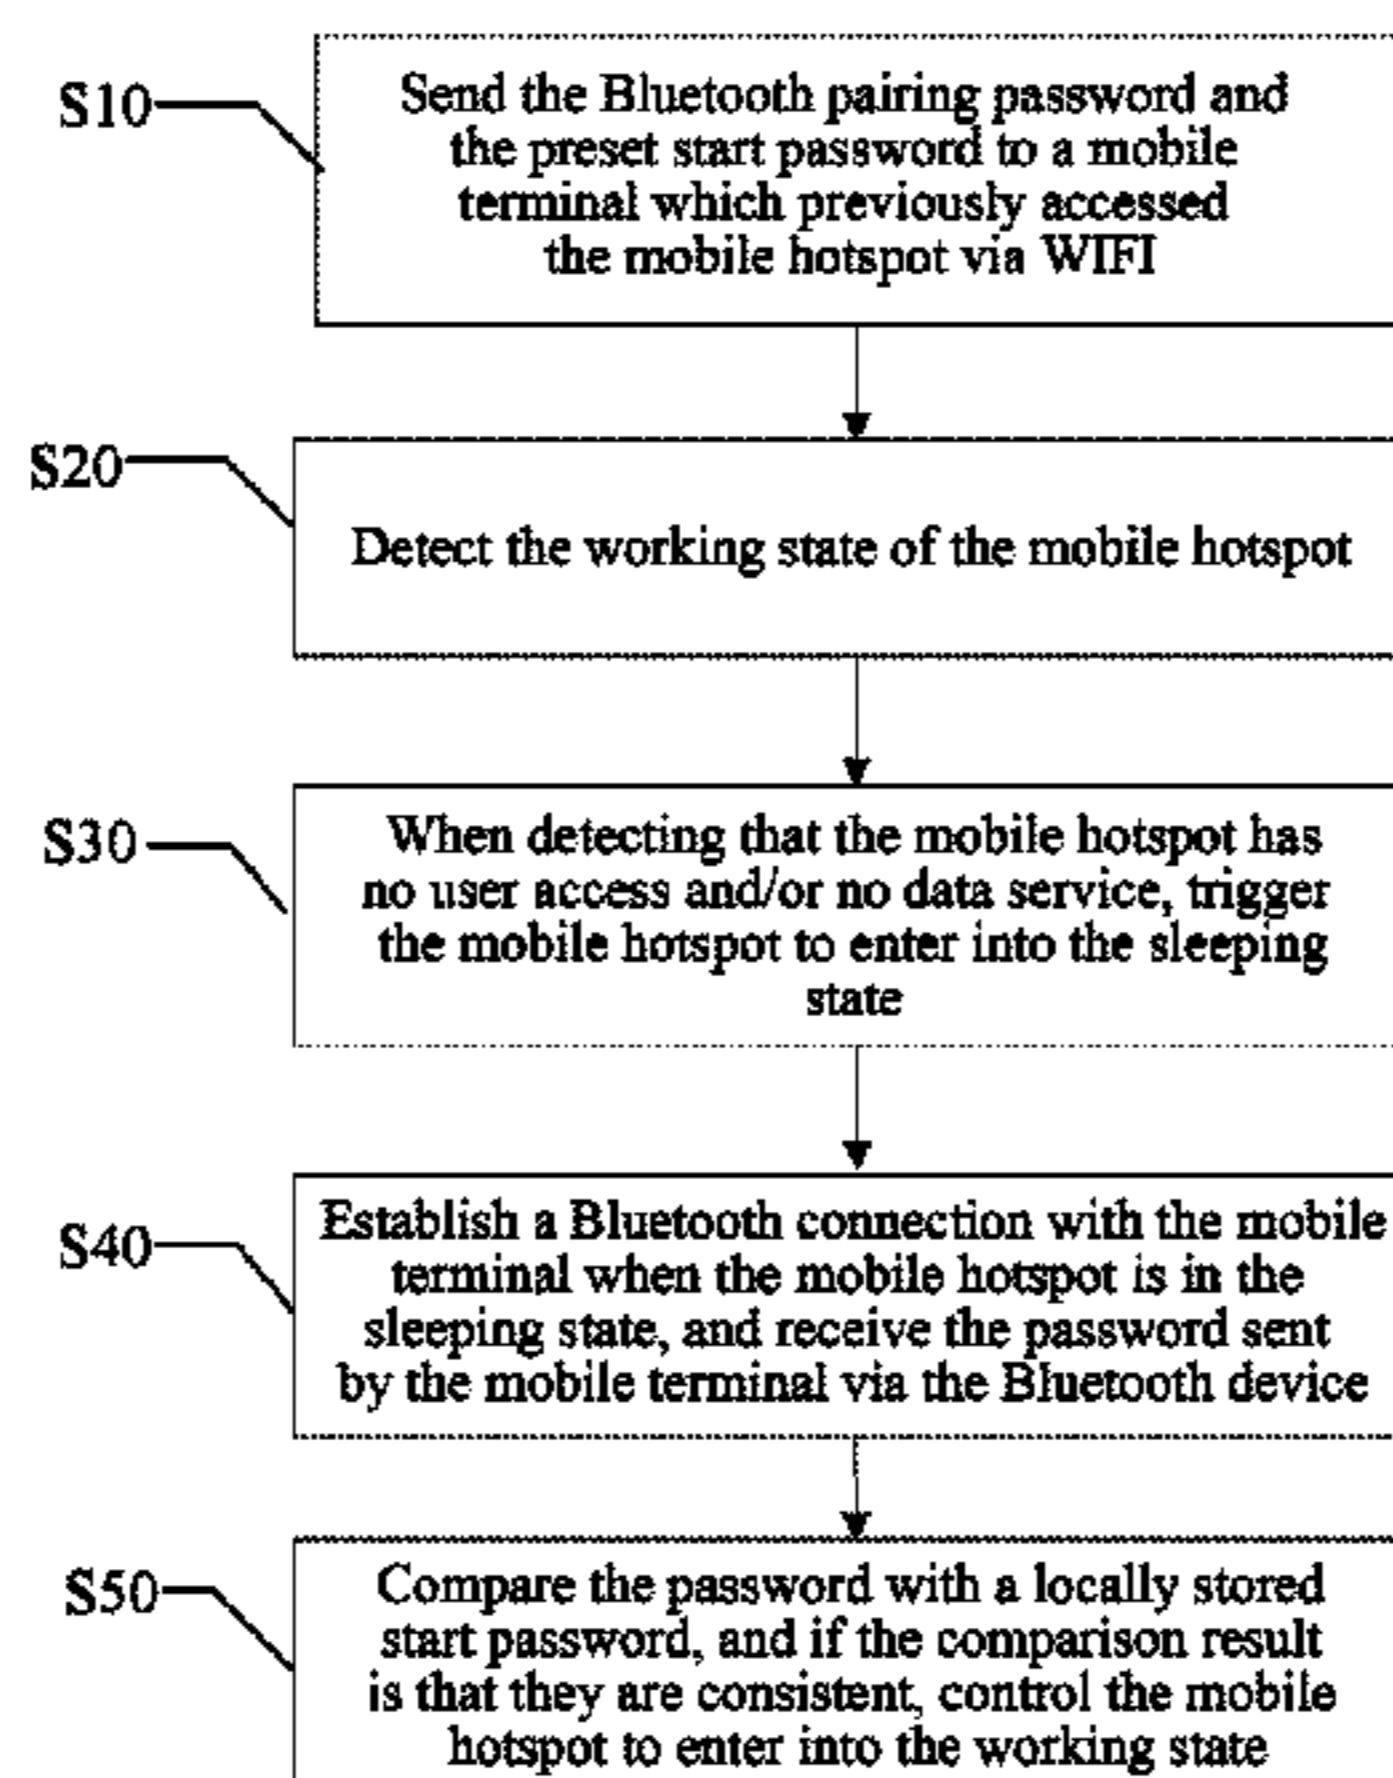 S10
Send the Bluetooth pairing password and
the preset start password to a mobile
terminal which previously accessed
the mobile hotspot via WIFI
S20
Detect the working state of the mobile hotspot
S30
When detecting that the mobile hotspot has
no user access and/or no data service, trigger
the mobile hotspot to enter into the sleeping
state
S40
Establish a Bluetooth connection with the mobile
terminal when the mobile hotspot is in the
sleeping state, and receive the password sent
by the mobile terminal via the Bluetooth device
S50
Compare the password with a locally stored
start password, and if the comparison result
is that they are consistent, control the mobile
hotspot to enter into the working state